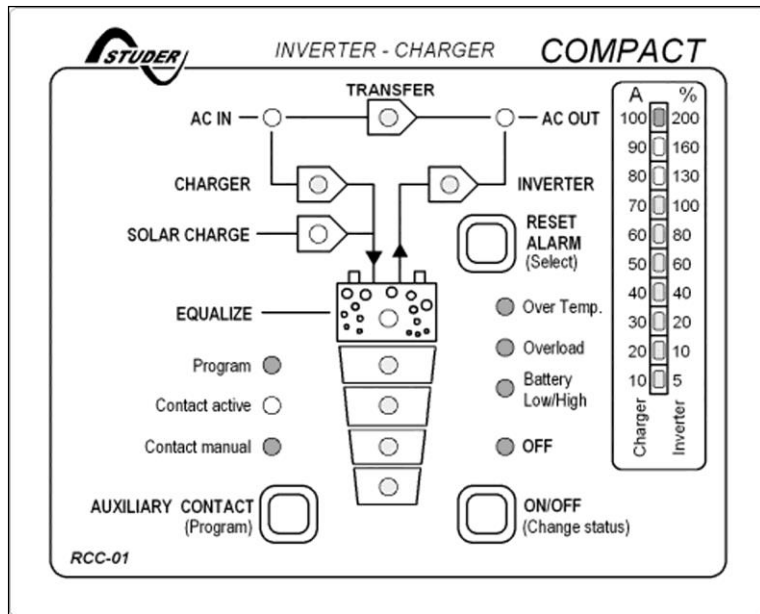 STUDER
INVERTER - CHARGER
COMPACT
TRANSFER
AC IN
AC OUT
CHARGER
INVERTER
SOLAR CHARGE
RESET
ALARM
(Select)
EQUALIZE
Over Temp.
Program
Overload
Contact active
Battery
Low/High
Contact manual
OFF
AUXILIARY CONTACT
(Program)
ON/OFF
(Change status)
RCC-01
A %
100 200
90 160
80 130
70 100
60 80
50 60
40 40
30 20
20 10
10 5
Charger
Inverter